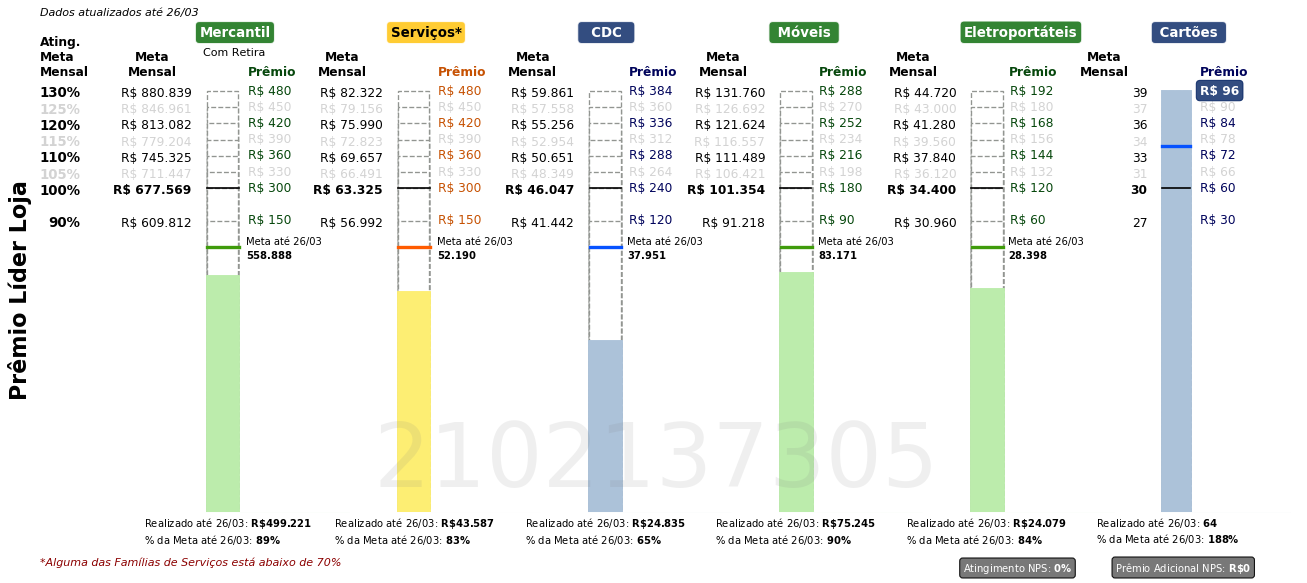 Dados atualizados até 26/03
Mercantil Serviços* CDC Móveis Eletroportáteis Cartões
Com Retira
Ating. Meta Mensal Meta Mensal Prêmio Meta Mensal Prêmio Meta Mensal Prêmio Meta Mensal Prêmio Meta Mensal Prêmio Meta Mensal Prêmio
130% R$ 880.839 R$ 480 R$ 82.322 R$ 480 R$ 59.861 R$ 384 R$ 131.760 R$ 288 R$ 44.720 R$ 192 39 R$ 96
125% R$ 846.961 R$ 450 R$ 79.156 R$ 450 R$ 57.558 R$ 360 R$ 126.692 R$ 270 R$ 43.000 R$ 180 37 R$ 90
120% R$ 813.082 R$ 420 R$ 75.990 R$ 420 R$ 55.256 R$ 336 R$ 121.624 R$ 252 R$ 41.280 R$ 168 36 R$ 84
115% R$ 779.204 R$ 390 R$ 72.823 R$ 390 R$ 52.954 R$ 312 R$ 116.557 R$ 234 R$ 39.560 R$ 156 34 R$ 78
110% R$ 745.325 R$ 360 R$ 69.657 R$ 360 R$ 50.651 R$ 288 R$ 111.489 R$ 216 R$ 37.840 R$ 144 33 R$ 72
105% R$ 711.447 R$ 330 R$ 66.491 R$ 330 R$ 48.349 R$ 264 R$ 106.421 R$ 198 R$ 36.120 R$ 132 31 R$ 66
100% R$ 677.569 R$ 300 R$ 63.325 R$ 300 R$ 46.047 R$ 240 R$ 101.354 R$ 180 R$ 34.400 R$ 120 30 R$ 60
90% R$ 609.812 R$ 150 R$ 56.992 R$ 150 R$ 41.442 R$ 120 R$ 91.218 R$ 90 R$ 30.960 R$ 60 27 R$ 30
Meta até 26/03 Meta até 26/03 Meta até 26/03 Meta até 26/03 Meta até 26/03
558.888 52.190 37.951 83.171 28.398
Prêmio Líder Loja
2102137305
Realizado até 26/03: R$499.221 Realizado até 26/03: R$43.587 Realizado até 26/03: R$24.835 Realizado até 26/03: R$75.245 Realizado até 26/03: R$24.079 Realizado até 26/03: 64
% da Meta até 26/03: 89% % da Meta até 26/03: 83% % da Meta até 26/03: 65% % da Meta até 26/03: 90% % da Meta até 26/03: 84% % da Meta até 26/03: 188%
*Alguma das Famílias de Serviços está abaixo de 70% Atingimento NPS: 0% Prêmio Adicional NPS: R$0